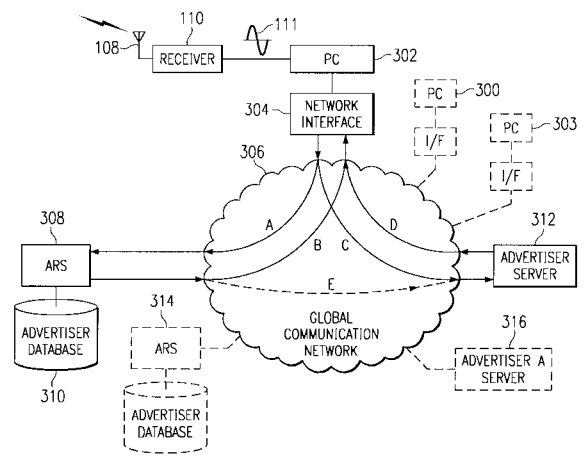 110
111
108
RECEIVER
PC
302
304
NETWORK
INTERFACE
PC
300
I/F
PC
303
I/F
306
308
ARS
A
B
C
D
E
312
ADVERTISER
SERVER
ADVERTISER
DATABASE
310
314
ARS
ADVERTISER
DATABASE
GLOBAL
COMMUNICATION
NETWORK
316
ADVERTISER A
SERVER